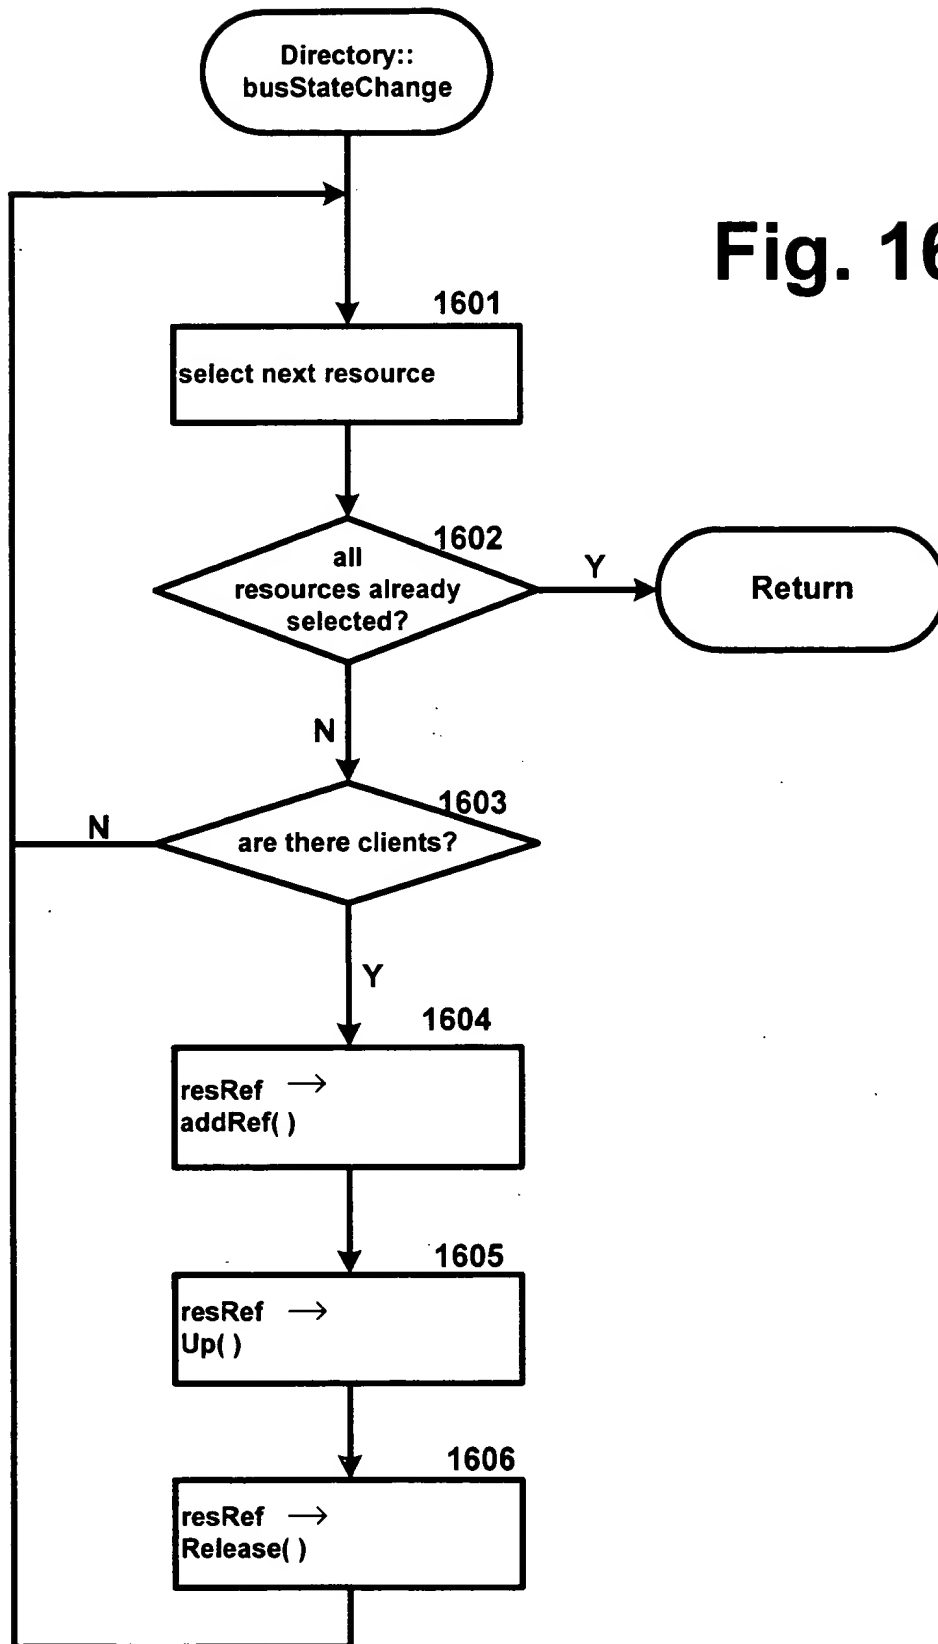 Directory::
busStateChange
Fig. 16
1601
select next resource
1602
all
resources already
selected?
Y
Return
N
1603
are there clients?
N
Y
1604
resRef →
addRef( )
1605
resRef →
Up( )
1606
resRef →
Release( )